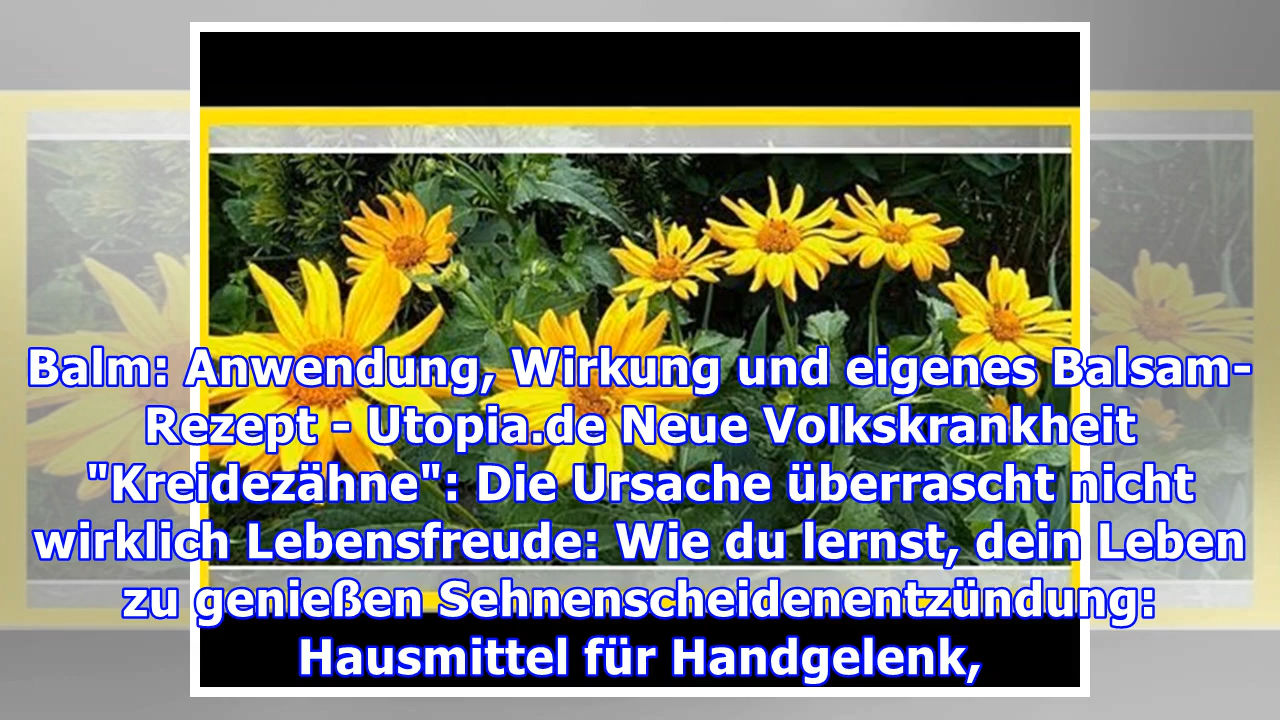 Balm: Anwendung, Wirkung und eigenes Balsam-
Rezept - Utopia.de Neue Volkskrankheit
"Kreidezähne": Die Ursache überrascht nicht
wirklich Lebensfreude: Wie du lernst, dein Leben
zu genießen Sehnenscheidenentzündung:
Hausmittel für Handgelenk,